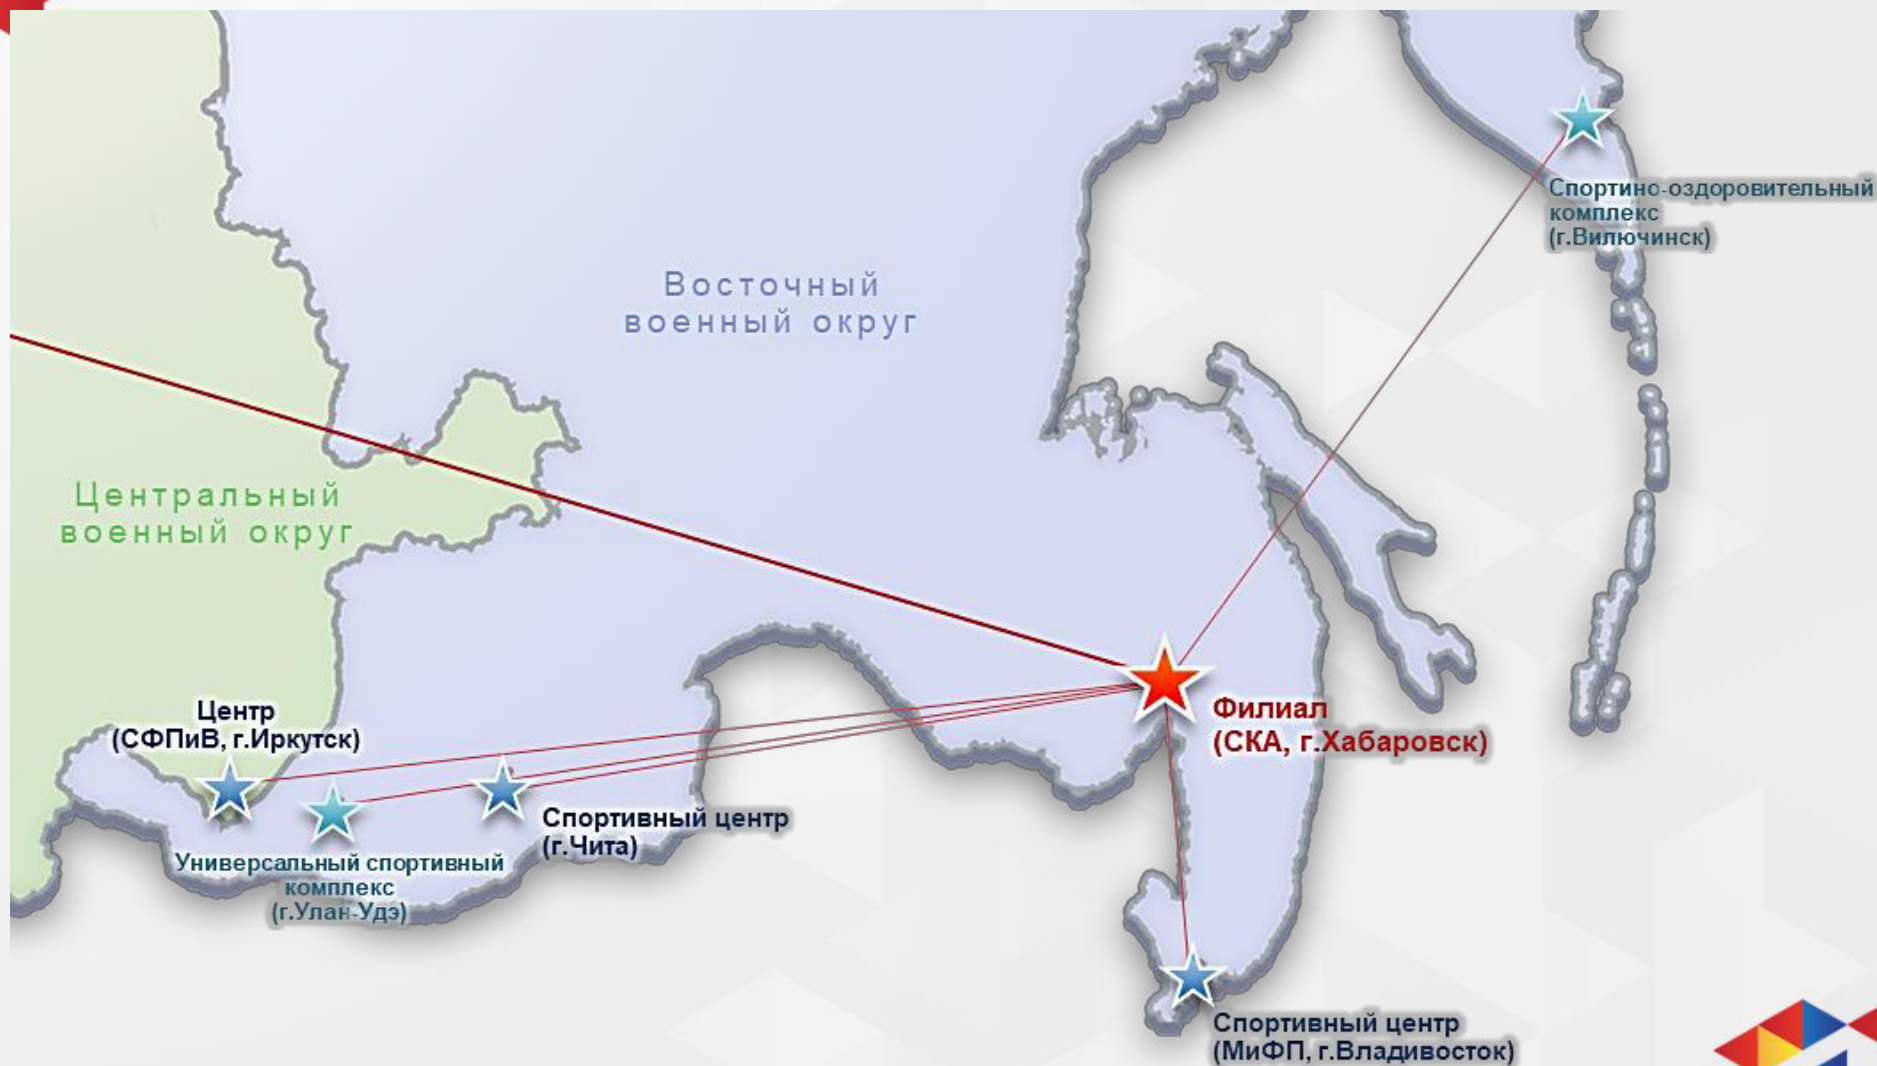 Спортино-оздоровительный
комплекс
(г.Вилючинск)
Восточный
военный округ
Центральный
военный округ
Центр
(СФПиВ, г.Иркутск)
Филиал
(СКА, г.Хабаровск)
Спортивный центр
(г.Чита)
Универсальный спортивный
комплекс
(г.Улан-Удэ)
Спортивный центр
(МиФП, г.Владивосток)